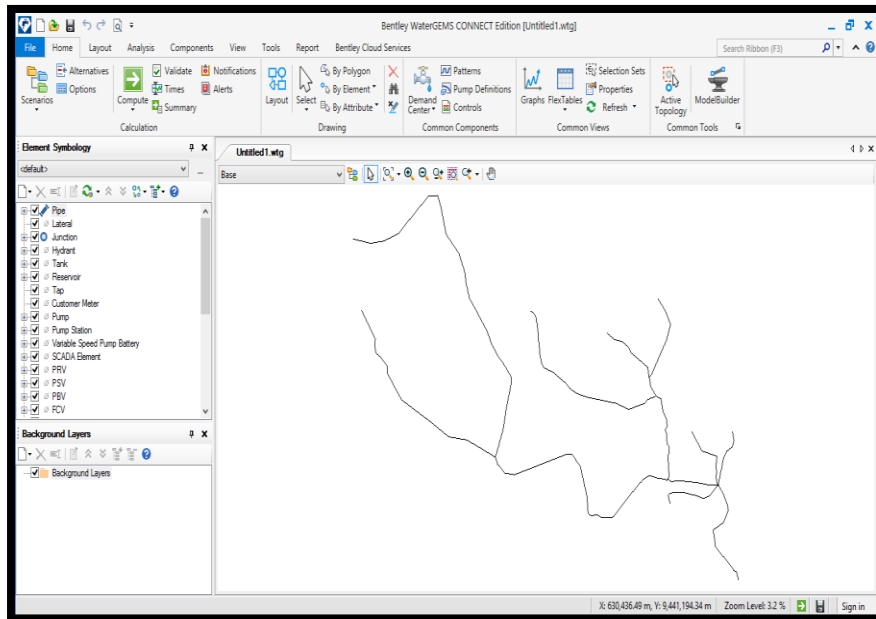 Bentley WaterGEMS CONNECT Edition [Untitled1.wtg]
File Home Layout Analysis Components View Tools Report Bentley Cloud Services Search Ribbon (F3)
Scenarios
Alternatives
Options
Compute
Validate
Times
Summary
Notifications
Alerts
Calculation
Layout
Select
By Polygon
By Element
By Attribute
Drawing
Demand Center
Patterns
Pump Definitions
Controls
Common Components
Graphs
FlexTables
Selection Sets
Properties
Refresh
Common Views
Active Topology
ModelBuilder
Common Tools
Element Symbology
<default>
Pipe
Lateral
Junction
Hydrant
Tank
Reservoir
Tap
Customer Meter
Pump
Pump Station
Variable Speed Pump Battery
SCADA Element
PRV
PSV
PBV
FCV
Background Layers
Background Layers
Untitled1.wtg
Base
X: 630,436.49 m, Y: 9,441,194.34 m Zoom Level: 3.2 % Sign in